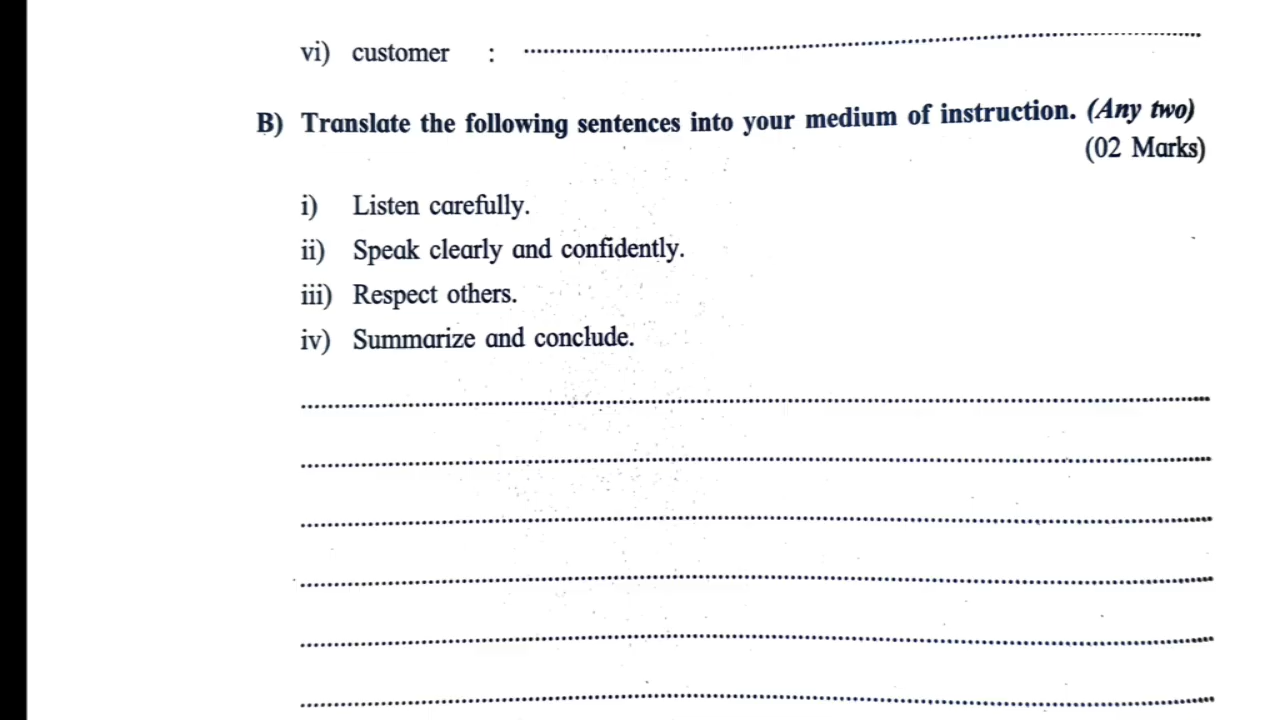 vi) customer :
B) Translate the following sentences into your medium of instruction. (Any two)
(02 Marks)
i) Listen carefully.
ii) Speak clearly and confidently.
iii) Respect others.
iv) Summarize and conclude.